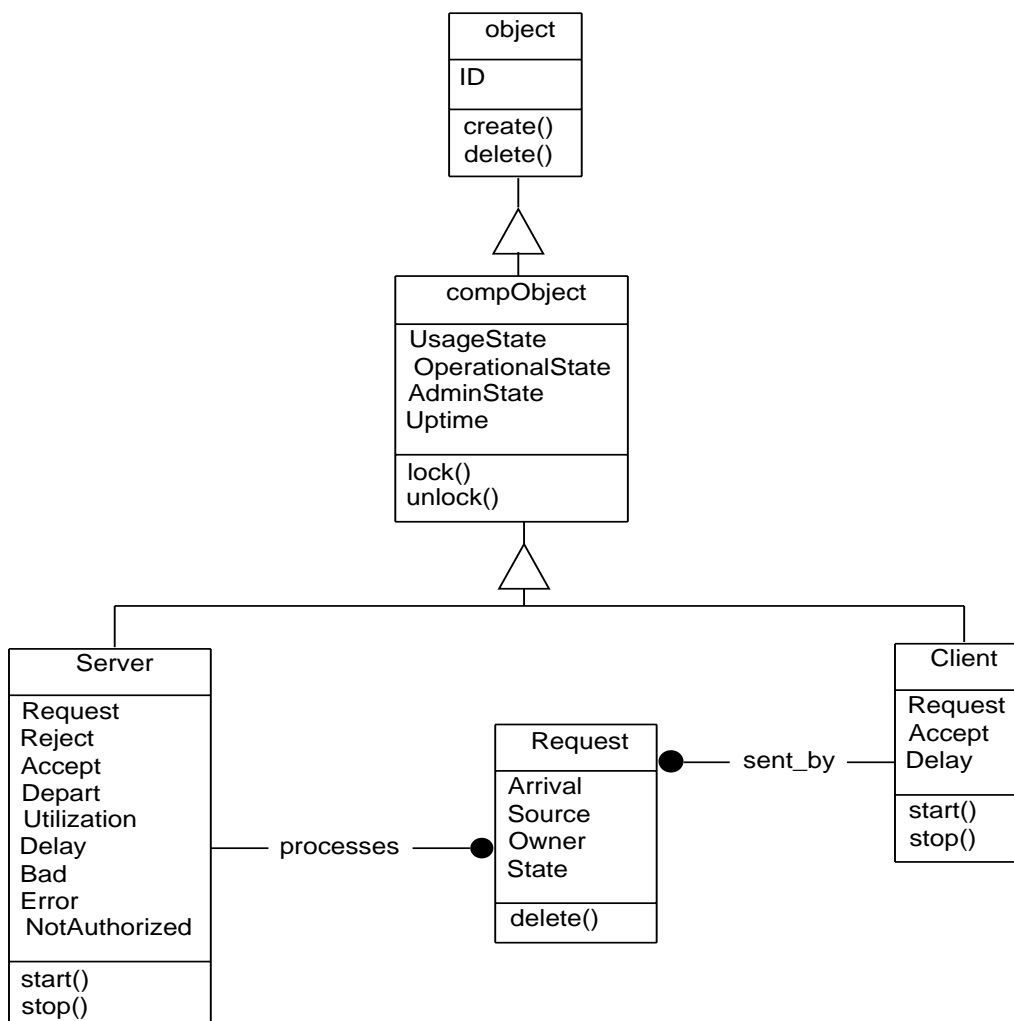 object
ID
create()
delete()
compObject
UsageState
OperationalState
AdminState
Uptime
lock()
unlock()
Server
Request
Reject
Accept
Depart
Utilization
Delay
Bad
Error
NotAuthorized
start()
stop()
processes
Request
Arrival
Source
Owner
State
delete()
sent_by
Client
Request
Accept
Delay
start()
stop()